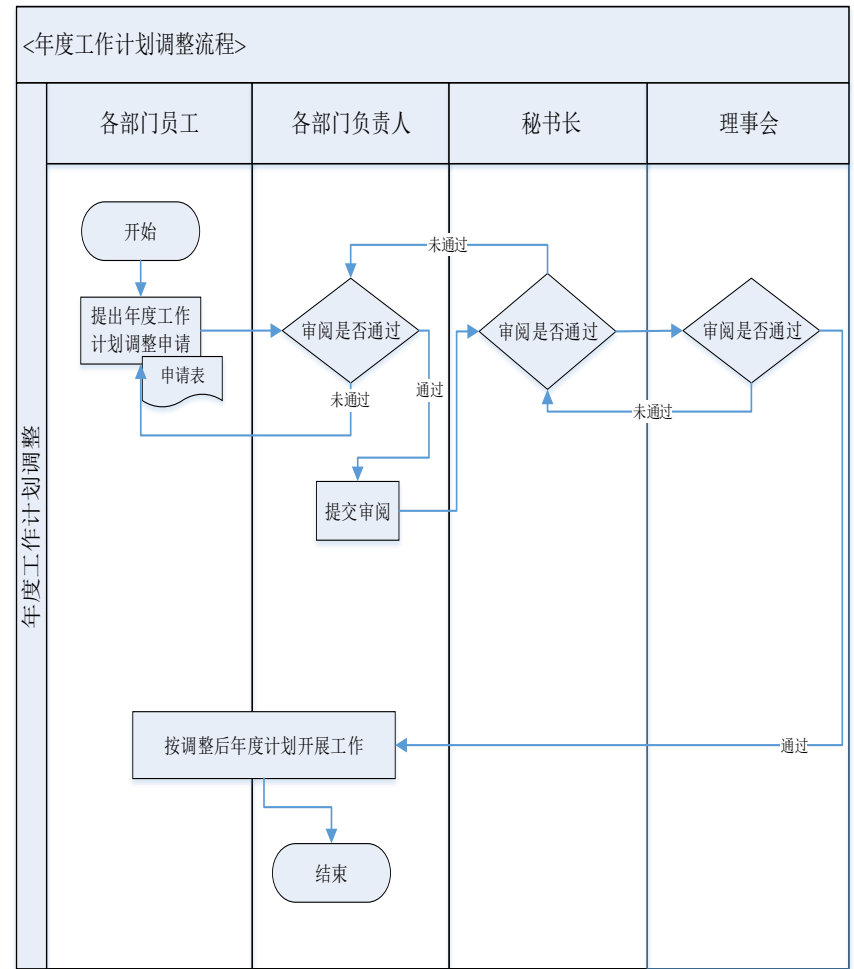 <年度工作计划调整流程>
各部门员工
各部门负责人
秘书长
理事会
年度工作计划调整
开始
未通过
提出年度工作
计划调整申请
申请表
审阅是否通过
审阅是否通过
审阅是否通过
未通过
通过
未通过
提交审阅
按调整后年度计划开展工作
通过
结束